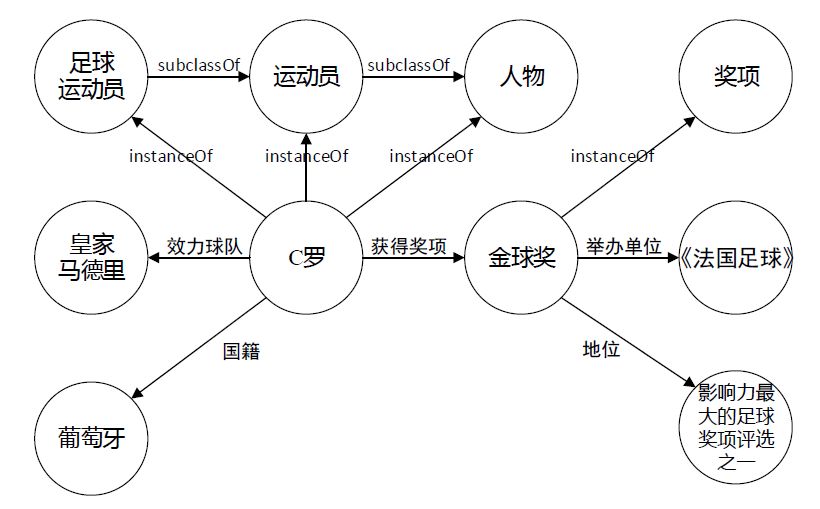 足球
运动员
subclassOf
运动员
subclassOf
人物
奖项
instanceOf
instanceOf
instanceOf
instanceOf
皇家
马德里
效力球队
C罗
获得奖项
金球奖
举办单位
《法国足球》
国籍
地位
葡萄牙
影响力最
大的足球
奖项评选
之一